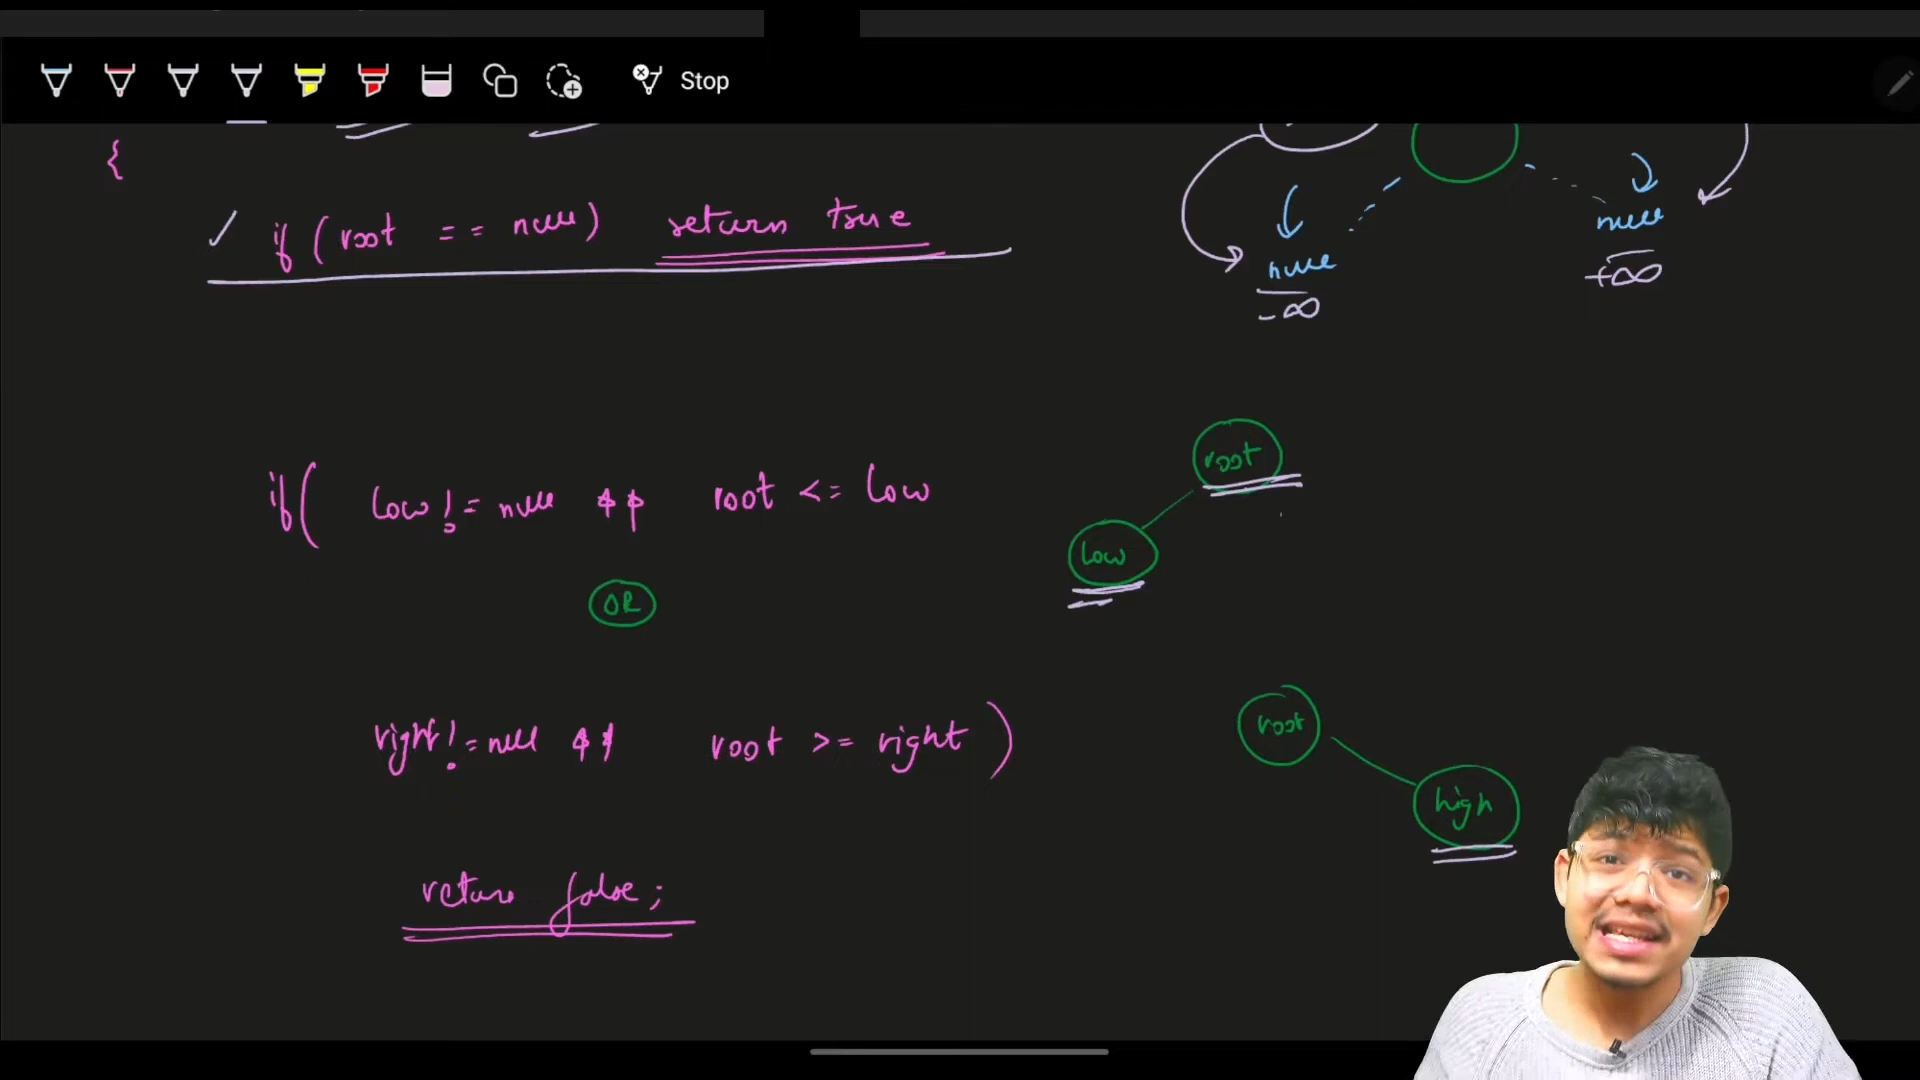 Stop
{
if (root == null) return true
null
-∞
null
+∞
if( low != null && root <= low
root
low
OR
right != null && root >= right )
root
high
return false;